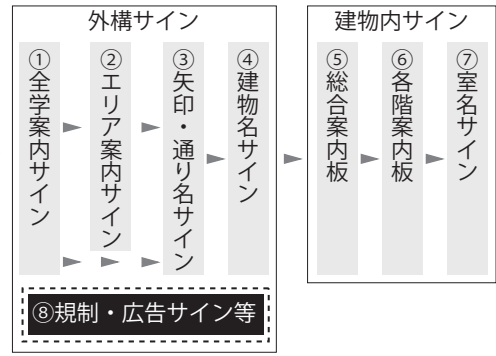 外構サイン
①全学案内サイン
②エリア案内サイン
③矢印・通り名サイン
④建物名サイン
⑧規制・広告サイン等
建物内サイン
⑤総合案内板
⑥各階案内板
⑦室名サイン